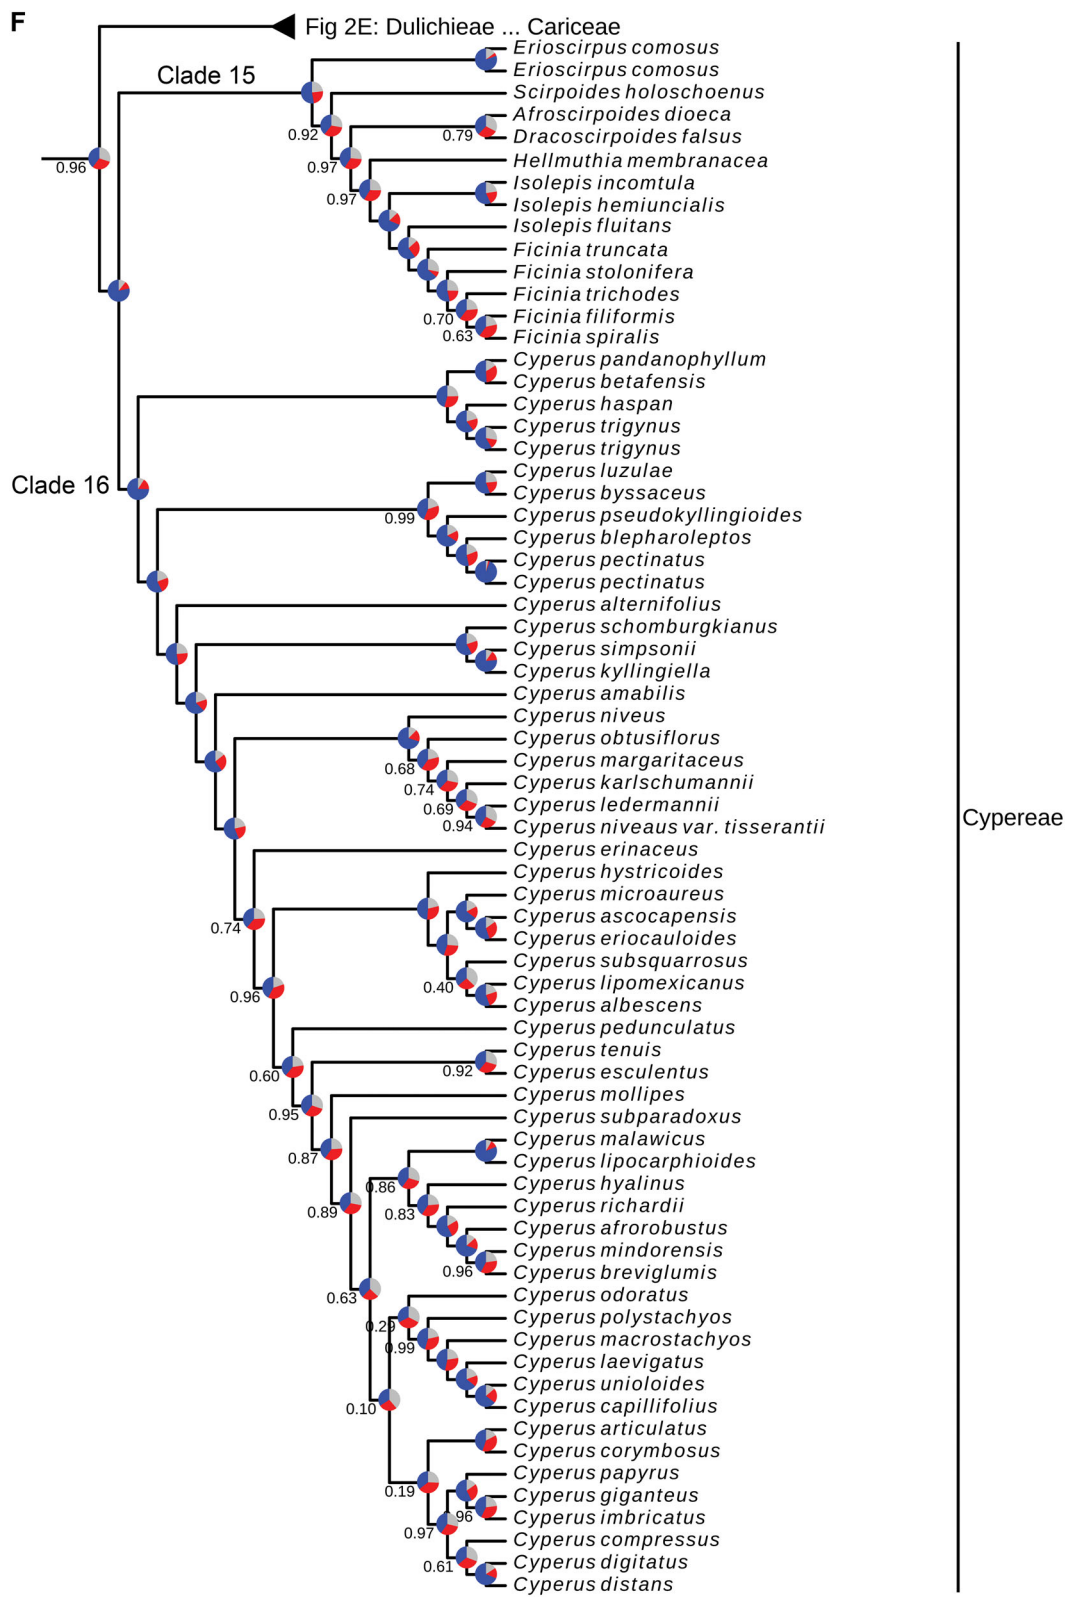 F
Fig 2E: Dulichieae ... Cariceae
Erioscirpus comosus
Clade 15
Erioscirpus comosus
Scirpoides holoschoenus
Afroscirpoides dioeca
0.92
0.79
Dracoscirpoides falsus
0.96
0.97
Hellmuthia membranacea
Isolepis incomtula
0.97
Isolepis hemiuncialis
Isolepis fluitans
Ficinia truncata
Ficinia stolonifera
Ficinia trichodes
0.70
Ficinia filiformis
0.63
Ficinia spiralis
Cyperus pandanophyllum
Cyperus betafensis
Cyperus haspan
Cyperus trigynus
Cyperus trigynus
Cyperus luzulae
Clade 16
Cyperus byssaceus
0.99
Cyperus pseudokyllingioides
Cyperus blepharoleptos
Cyperus pectinatus
Cyperus pectinatus
Cyperus alternifolius
Cyperus schomburgkianus
Cyperus simpsonii
Cyperus kyllingiella
Cyperus amabilis
Cyperus niveus
Cyperus obtusiflorus
0.68
Cyperus margaritaceus
0.74
Cyperus karlschumannii
0.69
Cyperus ledermannii
0.94
Cyperus niveaus var. tisserantii
Cypereae
Cyperus erinaceus
Cyperus hystricoides
Cyperus microaureus
0.74
Cyperus ascocapensis
Cyperus eriocauloides
Cyperus subsquarrosus
0.40
Cyperus lipomexicanus
0.96
Cyperus albescens
Cyperus pedunculatus
Cyperus tenuis
0.60
0.92
Cyperus esculentus
Cyperus mollipes
0.95
Cyperus subparadoxus
Cyperus malawicus
0.87
Cyperus lipocarphioides
0.86
Cyperus hyalinus
0.89
0.83
Cyperus richardii
Cyperus afrorobustus
Cyperus mindorensis
0.96
Cyperus breviglumis
0.63
Cyperus odoratus
0.29
Cyperus polystachyos
0.99
Cyperus macrostachyos
Cyperus laevigatus
Cyperus unioloides
0.10
Cyperus capillifolius
Cyperus articulatus
Cyperus corymbosus
Cyperus papyrus
0.19
Cyperus giganteus
0.96
Cyperus imbricatus
0.97
Cyperus compressus
0.61
Cyperus digitatus
Cyperus distans